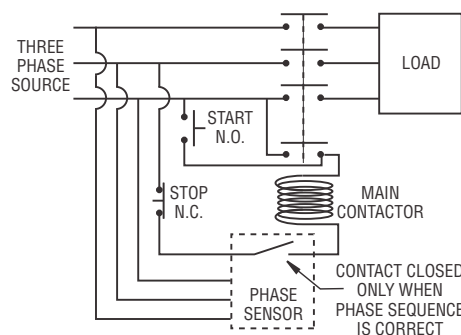 THREE
PHASE
SOURCE
LOAD
START
N.O.
STOP
N.C.
MAIN
CONTACTOR
PHASE
SENSOR
CONTACT CLOSED
ONLY WHEN
PHASE SEQUENCE
IS CORRECT